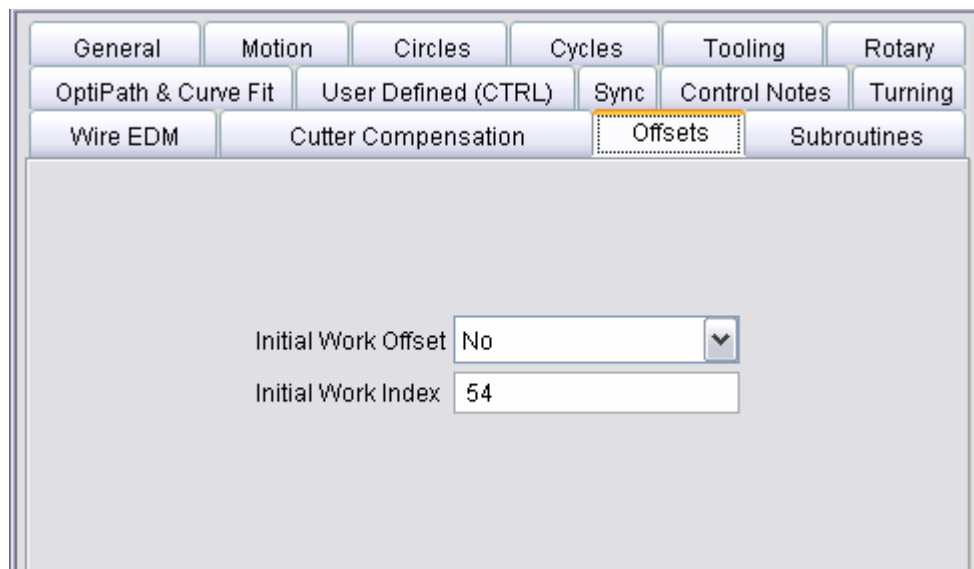 General Motion Circles Cycles Tooling Rotary
OptiPath & Curve Fit User Defined (CTRL) Sync Control Notes Turning
Wire EDM Cutter Compensation Offsets Subroutines
Initial Work Offset No
Initial Work Index 54